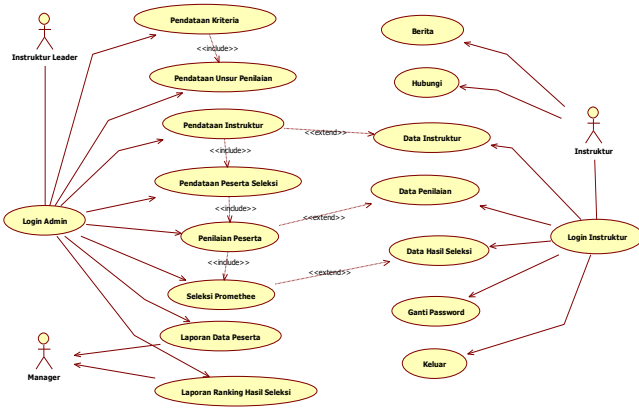 Pendataan Kriteria
Berita
Instruktur Leader
<<include>>
Pendataan Unsur Penilaian
Hubungi
Pendataan Instruktur
<<extend>>
Data Instruktur
Instruktur
<<include>>
Pendataan Peserta Seleksi
Data Penilaian
<<include>>
<<extend>>
Login Admin
Penilaian Peserta
Login Instruktur
Data Hasil Seleksi
<<include>>
<<extend>>
Seleksi Promethee
Ganti Password
Laporan Data Peserta
Keluar
Manager
Laporan Ranking Hasil Seleksi